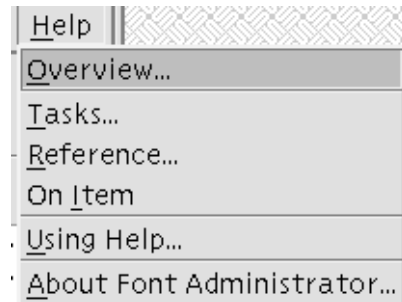 Help
Overview...
Tasks...
Reference...
On Item
Using Help...
About Font Administrator...